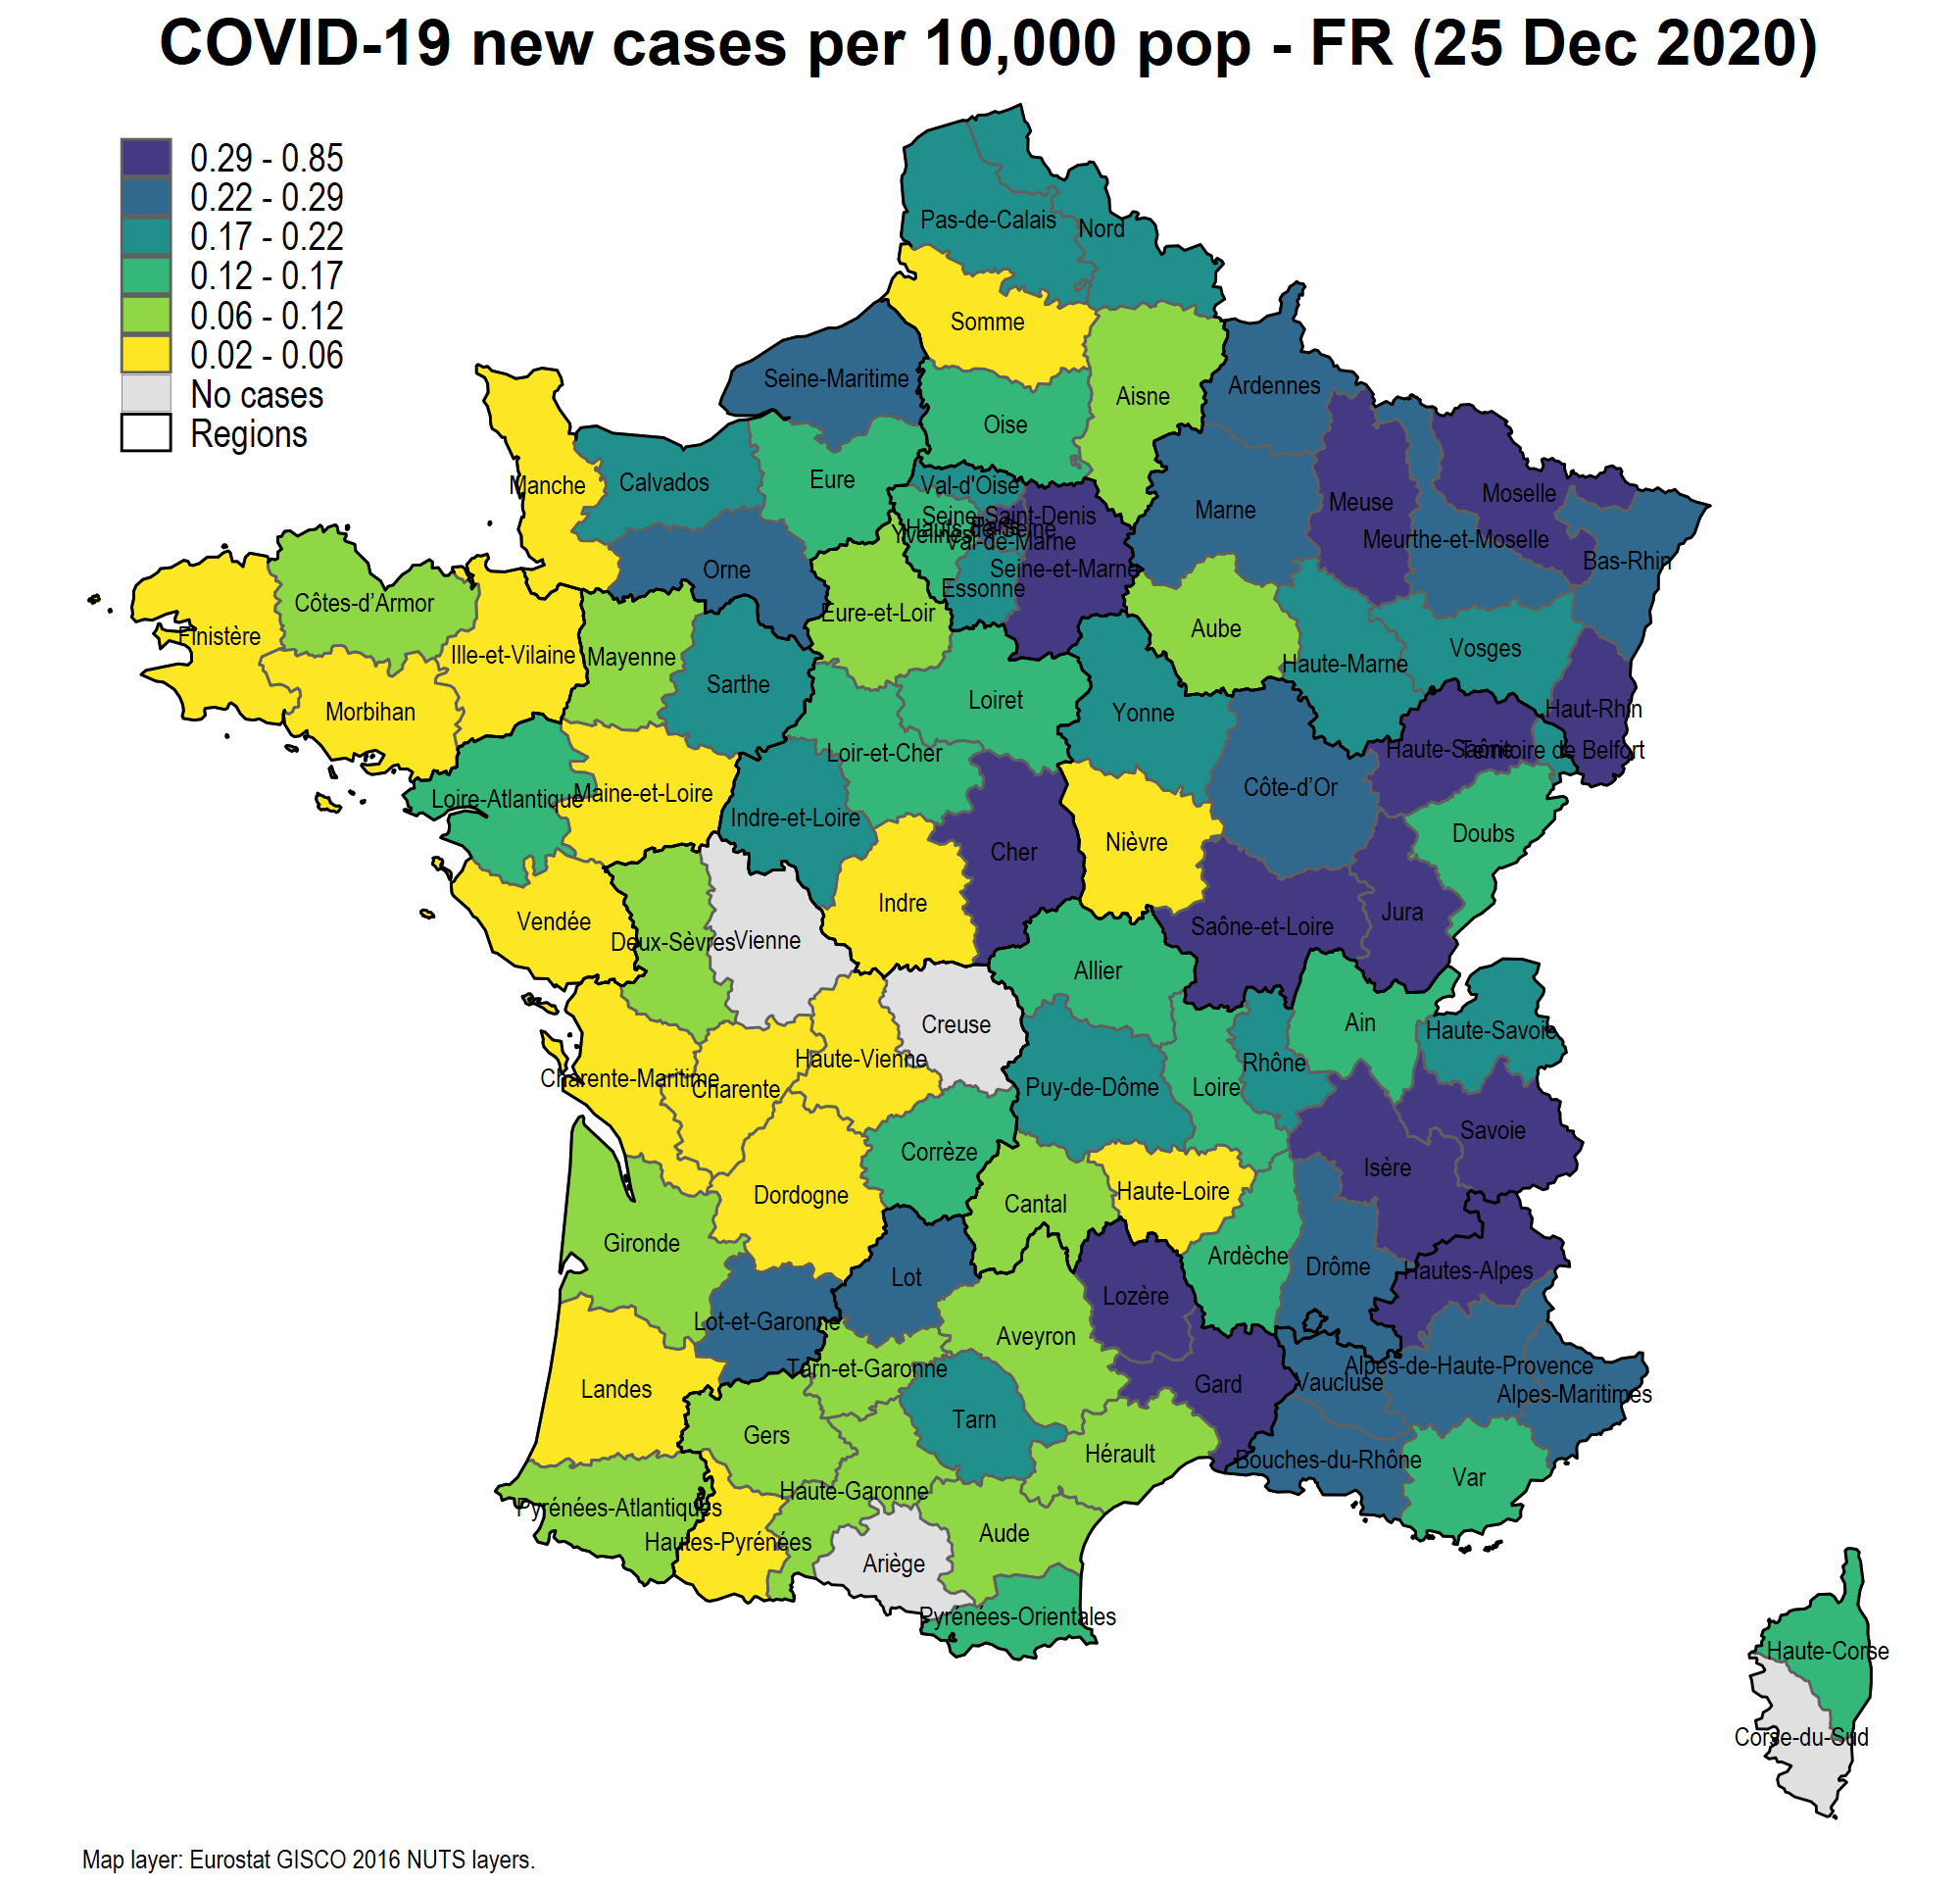 COVID-19 new cases per 10,000 pop - FR (25 Dec 2020)
0.29 - 0.85
0.22 - 0.29
0.17 - 0.22
0.12 - 0.17
0.06 - 0.12
0.02 - 0.06
No cases
Regions
Pas-de-Calais
Nord
Somme
Seine-Maritime
Ardennes
Aisne
Oise
Manche
Calvados
Eure
Val-d'Oise
Moselle
Meuse
Marne
Seine-Saint-Denis
Paris
Hauts-de-Seine
Yvelines
Val-de-Marne
Meurthe-et-Moselle
Bas-Rhin
Orne
Seine-et-Marne
Essonne
Côtes-d’Armor
Eure-et-Loir
Aube
Finistère
Ille-et-Vilaine
Mayenne
Vosges
Haute-Marne
Sarthe
Loiret
Morbihan
Yonne
Haut-Rhin
Haute-Saône
Territoire de Belfort
Loir-et-Cher
Côte-d’Or
Loire-Atlantique
Maine-et-Loire
Indre-et-Loire
Doubs
Nièvre
Cher
Indre
Jura
Vendée
Saône-et-Loire
Deux-Sèvres
Vienne
Allier
Ain
Creuse
Haute-Savoie
Haute-Vienne
Rhône
Charente-Maritime
Charente
Puy-de-Dôme
Loire
Savoie
Corrèze
Isère
Dordogne
Haute-Loire
Cantal
Gironde
Ardèche
Drôme
Hautes-Alpes
Lot
Lozère
Lot-et-Garonne
Aveyron
Tarn-et-Garonne
Alpes-de-Haute-Provence
Vaucluse
Gard
Landes
Alpes-Maritimes
Tarn
Gers
Hérault
Bouches-du-Rhône
Var
Haute-Garonne
Pyrénées-Atlantiques
Aude
Hautes-Pyrénées
Ariège
Pyrénées-Orientales
Haute-Corse
Corse-du-Sud
Map layer: Eurostat GISCO 2016 NUTS layers.